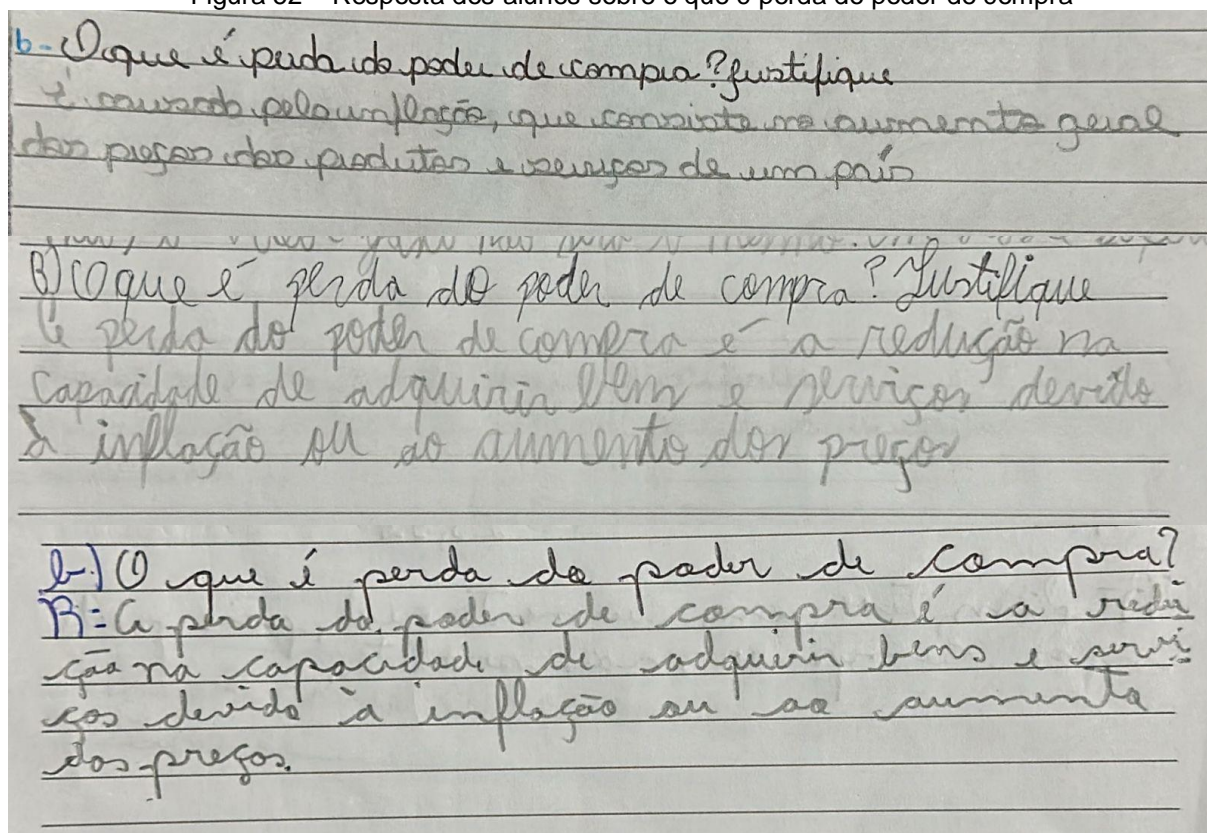 Figura 32 – Resposta dos alunos sobre o que é perda do poder de compra
b- O que é perda do poder de compra? Justifique
é causada pela inflação, que consiste no aumento geral
dos preços dos produtos e serviços de um país
B) O que é perda do poder de compra? Justifique
A perda do poder de compra é a redução na
capacidade de adquirir bem e serviços devido
à inflação ou ao aumento dos preços
b-) O que é perda do poder de compra?
R= A perda do poder de compra é a redu
ção na capacidade de adquirir bens e servi
ços devido à inflação ou ao aumento
dos preços.